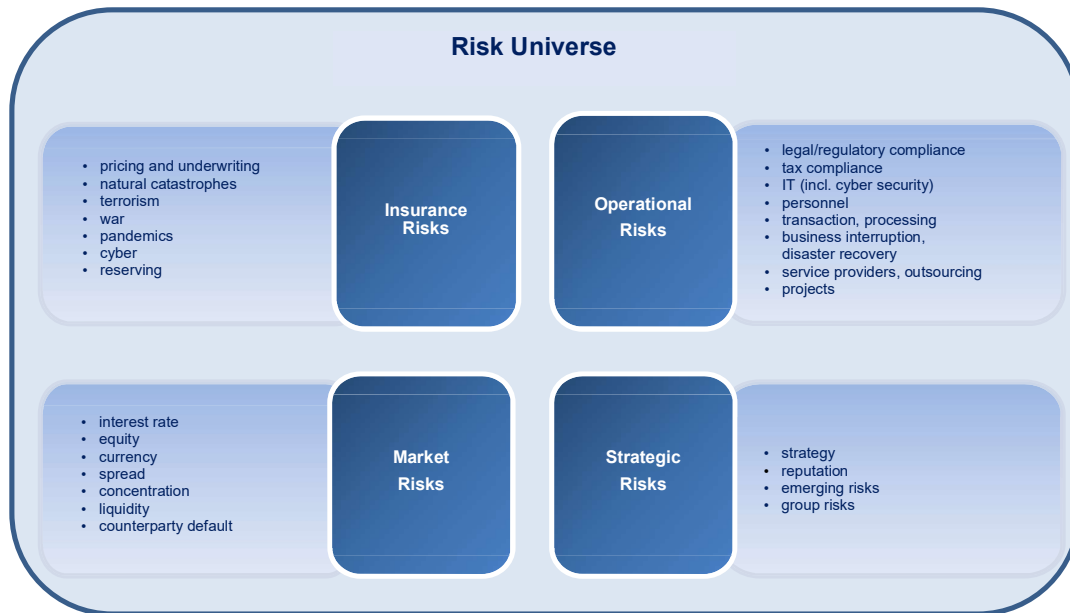 Risk Universe
• pricing and underwriting
• natural catastrophes
• terrorism
• war
• pandemics
• cyber
• reserving
Insurance
Risks
Operational
Risks
• legal/regulatory compliance
• tax compliance
• IT (incl. cyber security)
• personnel
• transaction, processing
• business interruption,
disaster recovery
• service providers, outsourcing
• projects
• interest rate
• equity
• currency
• spread
• concentration
• liquidity
• counterparty default
Market
Risks
Strategic
Risks
• strategy
• reputation
• emerging risks
• group risks